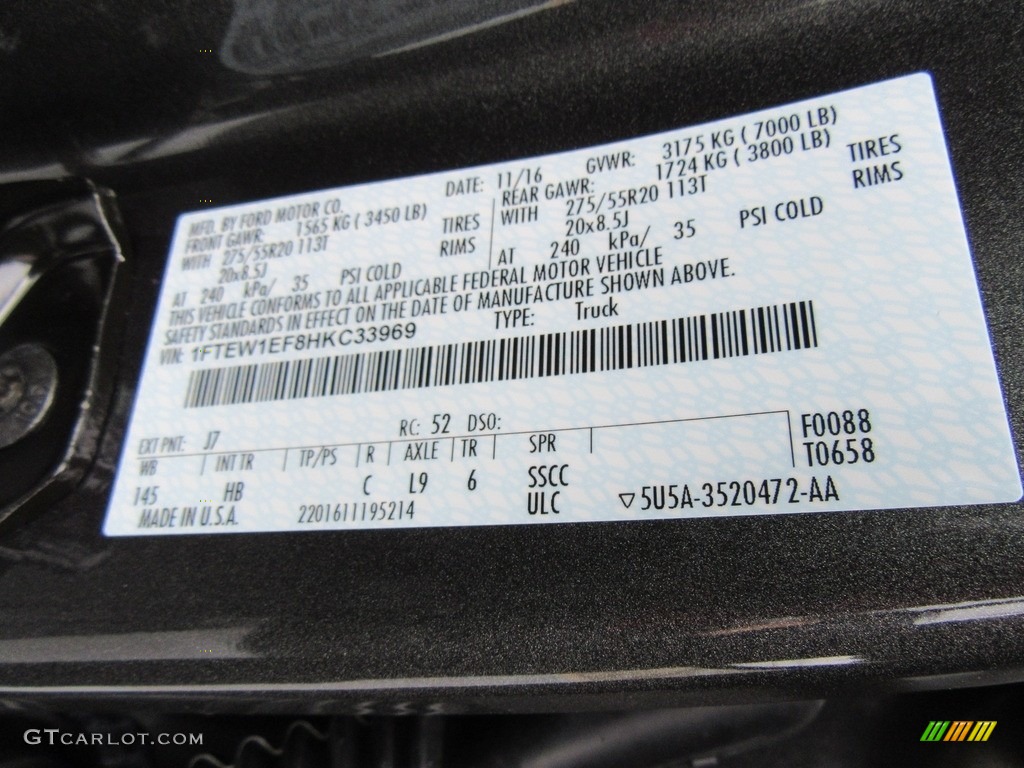 MFD. BY FORD MOTOR CO.
DATE: 11/16 GVWR: 3175 KG ( 7000 LB)
FRONT GAWR: 1565 KG ( 3450 LB)
REAR GAWR: 1724 KG ( 3800 LB)
WITH 275/55R20 113T TIRES
WITH 275/55R20 113T TIRES
20x8.5J RIMS
20x8.5J RIMS
AT 240 kPa/ 35 PSI COLD
AT 240 kPa/ 35 PSI COLD
THIS VEHICLE CONFORMS TO ALL APPLICABLE FEDERAL MOTOR VEHICLE
SAFETY STANDARDS IN EFFECT ON THE DATE OF MANUFACTURE SHOWN ABOVE.
VIN: 1FTEW1EF8HKC33969 TYPE: Truck
EXT PNT: J7 RC: 52 DSO:
F0088
WB INT TR TP/PS R AXLE TR SPR
T0658
145 HB C L9 6 SSCC
MADE IN U.S.A. 2201611195214 ULC ▽5U5A-3520472-AA
GTCARLOT.COM